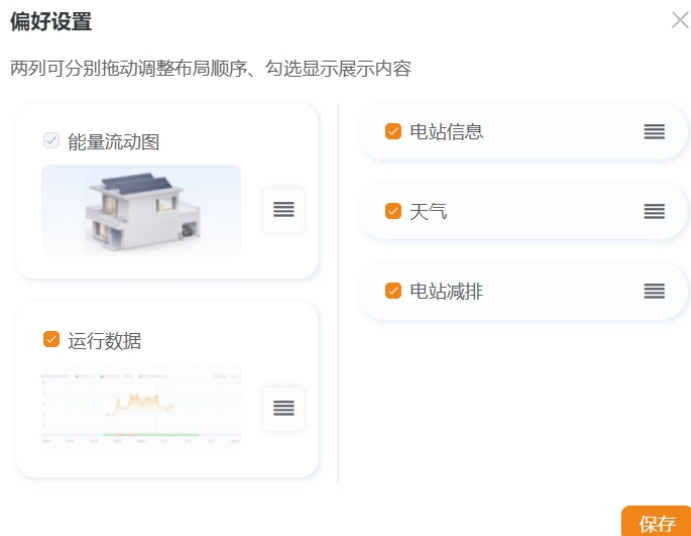 偏好设置
两列可分别拖动调整布局顺序、勾选显示展示内容
能量流动图
运行数据
电站信息
天气
电站减排
保存